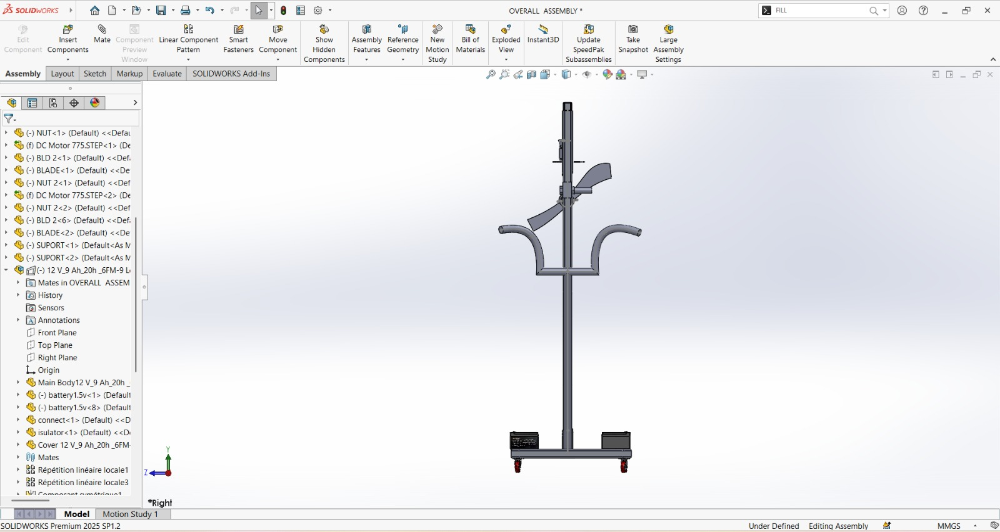 SOLIDWORKS
OVERALL ASSEMBLY *
FILL
Edit Component
Insert Components
Mate
Component Preview Window
Linear Component Pattern
Smart Fasteners
Move Component
Show Hidden Components
Assembly Features
Reference Geometry
New Motion Study
Bill of Materials
Exploded View
Instant3D
Update SpeedPak Subassemblies
Take Snapshot
Large Assembly Settings
Assembly
Layout
Sketch
Markup
Evaluate
SOLIDWORKS Add-Ins
(-) NUT<1> (Default) <<Defau
(f) DC Motor 775.STEP<1> (De
(-) BLD 2<1> (Default) <<Def
(-) BLADE<1> (Default) <<De
(-) NUT 2<1> (Default) <<Def
(f) DC Motor 775.STEP<2> (De
(-) NUT 2<2> (Default) <<Def
(-) BLD 2<6> (Default) <<Def
(-) BLADE<2> (Default) <<De
(-) SUPORT<1> (Default<As M
(-) SUPORT<2> (Default<As M
(-) 12 V_9 Ah_20h _6FM-9 L
Mates in OVERALL ASSEM
History
Sensors
Annotations
Front Plane
Top Plane
Right Plane
Origin
Main Body12 V_9 Ah_20h _
(-) battery1.5v<1> (Default
(-) battery1.5v<8> (Default
connect<1> (Default) <<D
isulator<1> (Default) <<D
Cover 12 V_9 Ah_20h _6FM-
Mates
Répétition linéaire locale1
Répétition linéaire locale3
Composant symétrique1
Y
Z
*Right
Model
Motion Study 1
SOLIDWORKS Premium 2025 SP1.2
Under Defined
Editing Assembly
MMGS